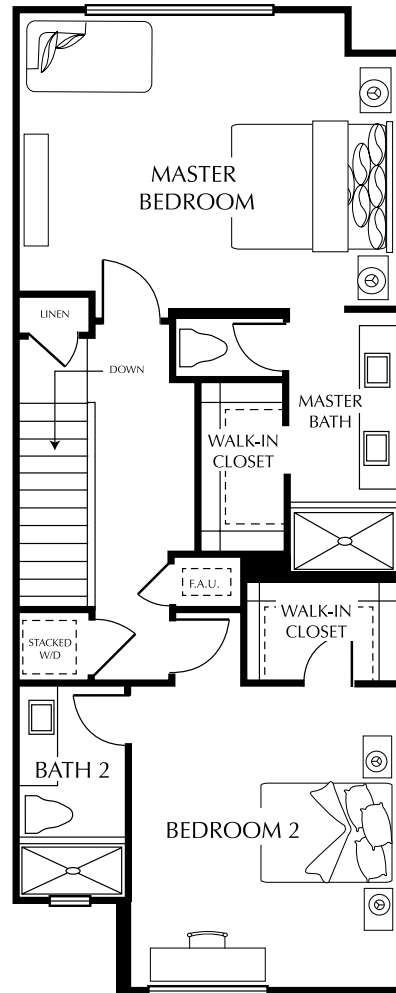 MASTER
BEDROOM
LINEN
DOWN
MASTER
BATH
WALK-IN
CLOSET
F.A.U.
WALK-IN
CLOSET
STACKED
W/D
BATH 2
BEDROOM 2